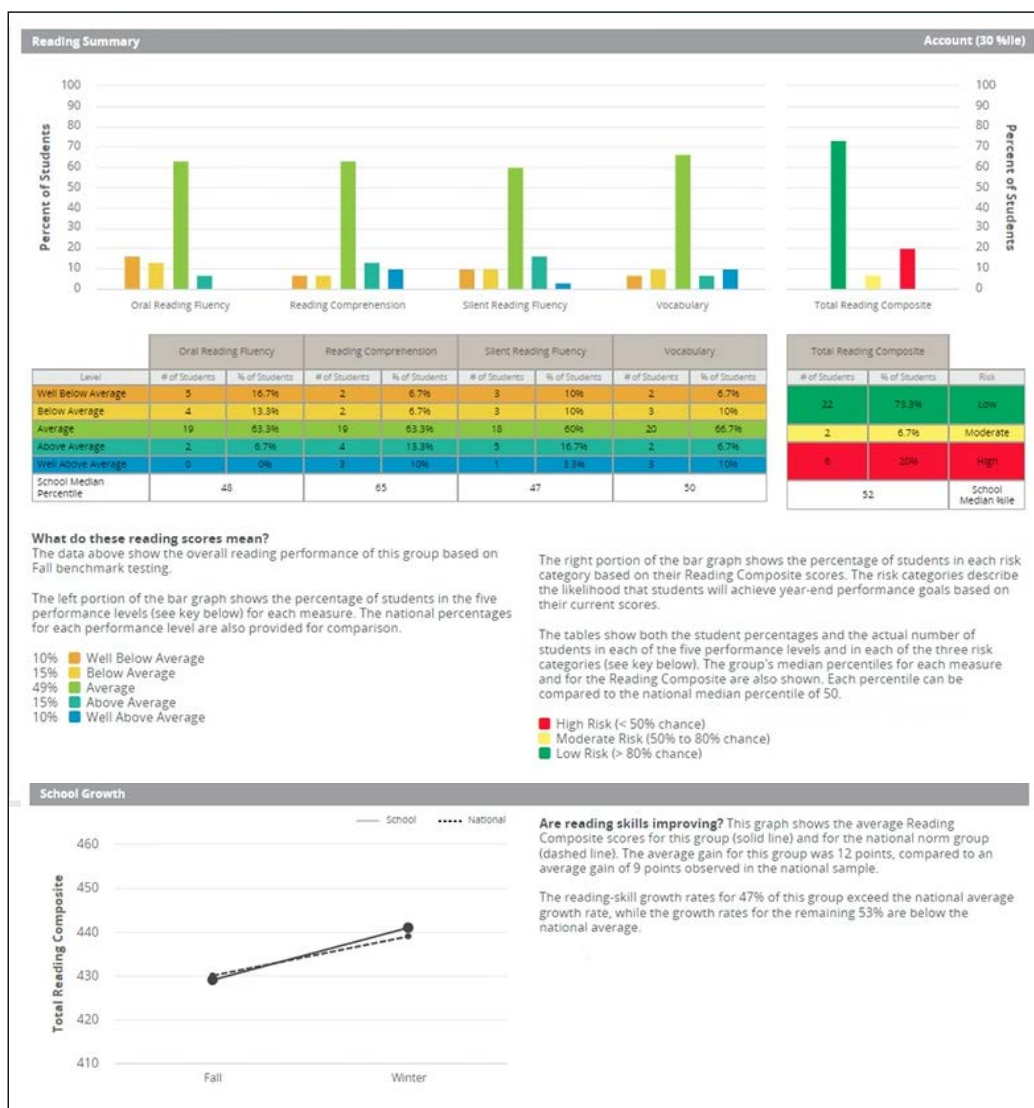 Reading Summary Account (30 %ile)
100 100
90 90
80 80
70 70
60 60
50 50
40 40
30 30
20 20
10 10
0 0
Percent of Students
Percent of Students
Oral Reading Fluency Reading Comprehension Silent Reading Fluency Vocabulary Total Reading Composite
Oral Reading Fluency Reading Comprehension Silent Reading Fluency Vocabulary Total Reading Composite
Level # of Students % of Students # of Students % of Students # of Students % of Students # of Students % of Students # of Students % of Students Risk
Well Below Average 5 16.7% 2 6.7% 3 10% 2 6.7%
Below Average 4 13.3% 2 6.7% 3 10% 3 10%
Average 19 63.3% 19 63.3% 18 60% 20 66.7%
Above Average 2 6.7% 4 13.3% 5 16.7% 2 6.7%
Well Above Average 0 0% 3 10% 1 3.3% 3 10%
School Median Percentile 48 65 47 50
22 73.3% Low
2 6.7% Moderate
6 20% High
52 School Median %ile
What do these reading scores mean?
The data above show the overall reading performance of this group based on
Fall benchmark testing.
The left portion of the bar graph shows the percentage of students in the five
performance levels (see key below) for each measure. The national percentages
for each performance level are also provided for comparison.
10% Well Below Average
15% Below Average
49% Average
15% Above Average
10% Well Above Average
The right portion of the bar graph shows the percentage of students in each risk
category based on their Reading Composite scores. The risk categories describe
the likelihood that students will achieve year-end performance goals based on
their current scores.
The tables show both the student percentages and the actual number of
students in each of the five performance levels and in each of the three risk
categories (see key below). The group's median percentiles for each measure
and for the Reading Composite are also shown. Each percentile can be
compared to the national median percentile of 50.
High Risk (< 50% chance)
Moderate Risk (50% to 80% chance)
Low Risk (> 80% chance)
School Growth
School National
460
450
440
430
420
410
Total Reading Composite
Fall Winter
Are reading skills improving? This graph shows the average Reading
Composite scores for this group (solid line) and for the national norm group
(dashed line). The average gain for this group was 12 points, compared to an
average gain of 9 points observed in the national sample.
The reading-skill growth rates for 47% of this group exceed the national average
growth rate, while the growth rates for the remaining 53% are below the
national average.